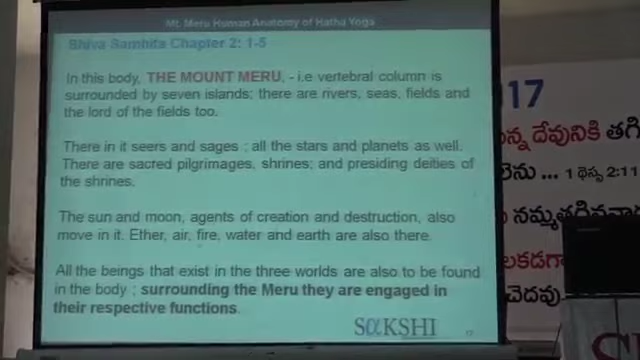 Mt. Meru Human Anatomy of Hatha Yoga
Shiva Samhita Chapter 2: 1-5
In this body, THE MOUNT MERU, - i.e vertebral column is
surrounded by seven islands; there are rivers, seas, fields and
the lord of the fields too.
There in it seers and sages ; all the stars and planets as well.
There are sacred pilgrimages, shrines; and presiding deities of
the shrines.
The sun and moon, agents of creation and destruction, also
move in it. Ether, air, fire, water and earth are also there.
All the beings that exist in the three worlds are also to be found
in the body ; surrounding the Meru they are engaged in
their respective functions.
SαKSHI
17
దేవునికి తగి
1 థెస్స 2:11